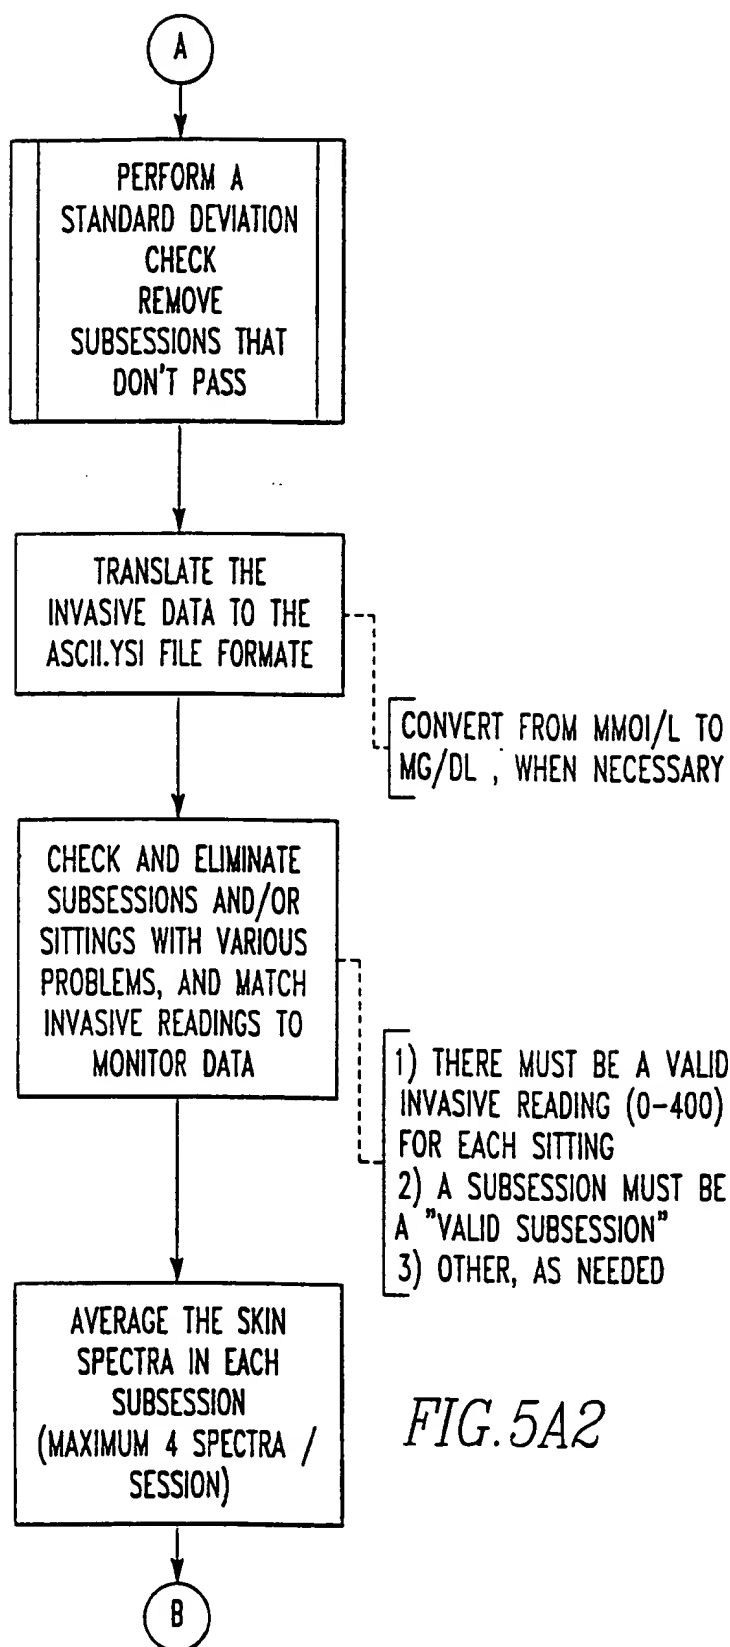 A
PERFORM A
STANDARD DEVIATION
CHECK
REMOVE
SUBSESSIONS THAT
DON'T PASS
TRANSLATE THE
INVASIVE DATA TO THE
ASCII.YSI FILE FORMATE
CONVERT FROM MMOI/L TO
MG/DL , WHEN NECESSARY
CHECK AND ELIMINATE
SUBSESSIONS AND/OR
SITTINGS WITH VARIOUS
PROBLEMS, AND MATCH
INVASIVE READINGS TO
MONITOR DATA
1) THERE MUST BE A VALID
INVASIVE READING (0-400)
FOR EACH SITTING
2) A SUBSESSION MUST BE
A "VALID SUBSESSION"
3) OTHER, AS NEEDED
AVERAGE THE SKIN
SPECTRA IN EACH
SUBSESSION
(MAXIMUM 4 SPECTRA /
SESSION)
FIG.5A2
B